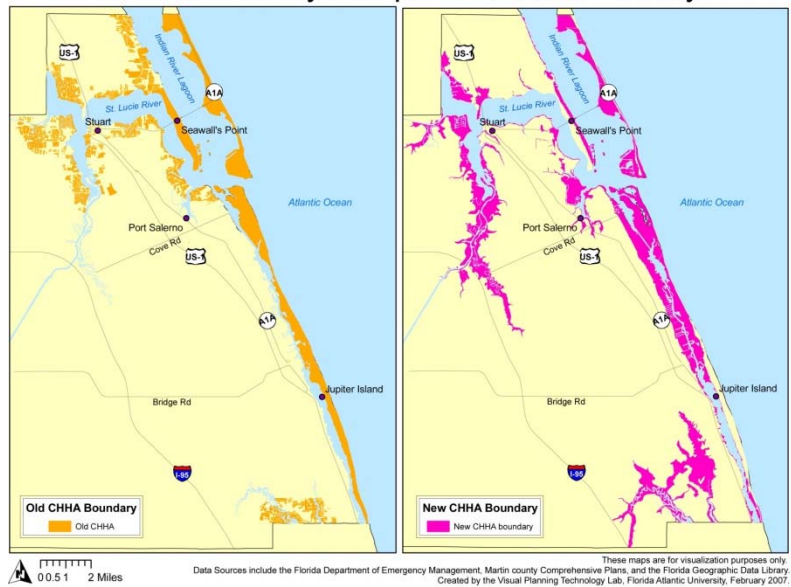 US-1
Indian River Lagoon
A1A
St. Lucie River
Stuart
Seawall's Point
Atlantic Ocean
Port Salerno
Cove Rd
US-1
A1A
Jupiter Island
Bridge Rd
I-95
Old CHHA Boundary
Old CHHA
US-1
Indian River Lagoon
A1A
St. Lucie River
Stuart
Seawall's Point
Atlantic Ocean
Port Salerno
Cove Rd
US-1
A1A
Jupiter Island
Bridge Rd
I-95
New CHHA Boundary
New CHHA boundary
0 0.5 1 2 Miles
These maps are for visualization purposes only.
Data Sources include the Florida Department of Emergency Management, Martin county Comprehensive Plans, and the Florida Geographic Data Library.
Created by the Visual Planning Technology Lab, Florida Atlantic University, February 2007.